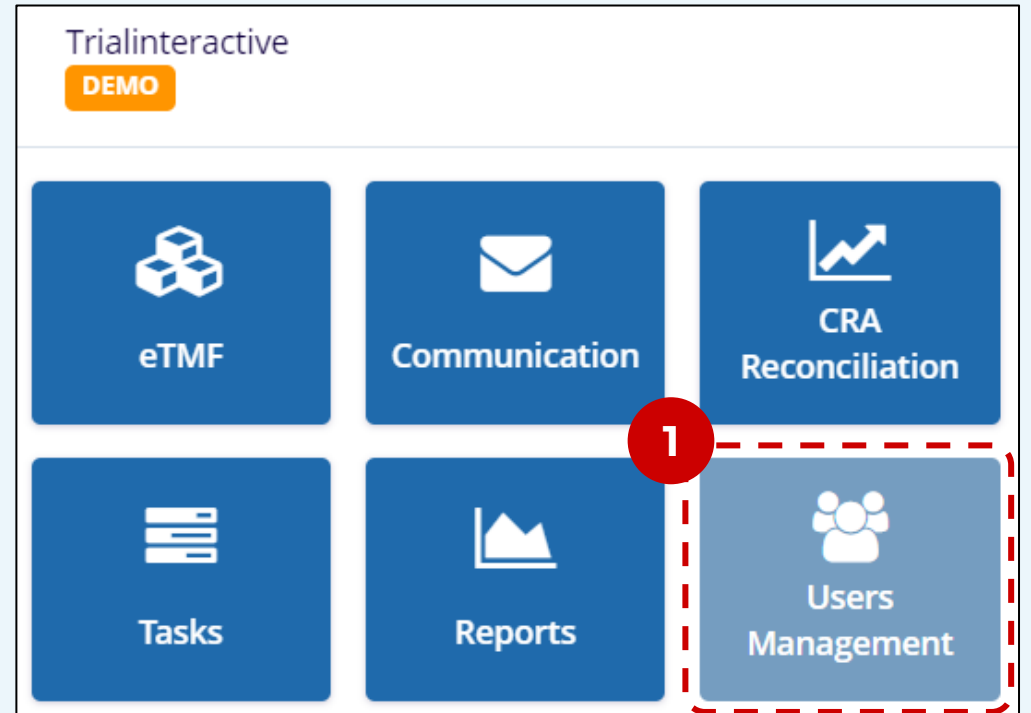 Trialinteractive
DEMO
eTMF
Communication
CRA
Reconciliation
1
Tasks
Reports
Users
Management